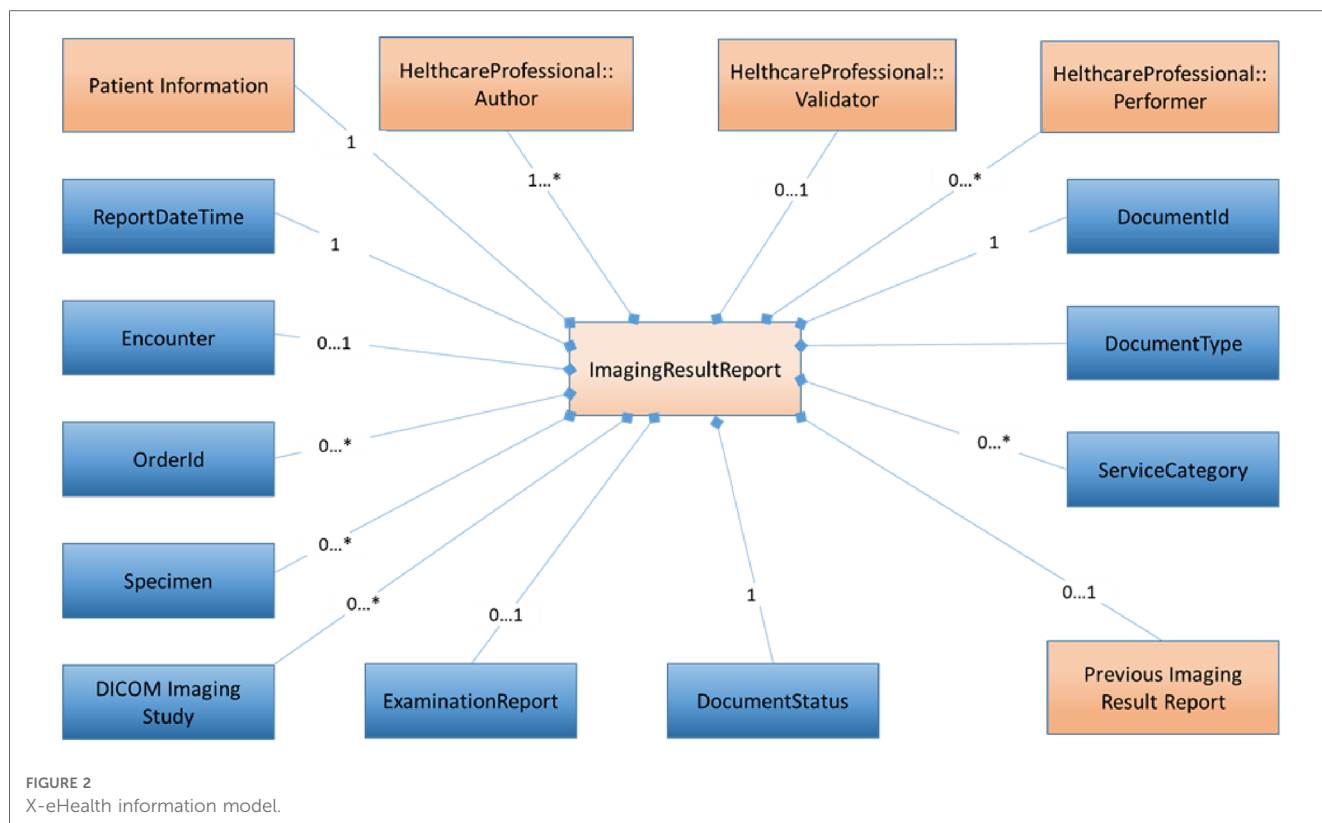 Patient Information
HelthcareProfessional::
Author
HelthcareProfessional::
Validator
HelthcareProfessional::
Performer
1
1...*
0...1
0...*
ReportDateTime
1
1
DocumentId
Encounter
0...1
ImagingResultReport
DocumentType
OrderId
0...*
0...*
ServiceCategory
Specimen
0...*
0...*
0...1
1
0...1
DICOM Imaging
Study
ExaminationReport
DocumentStatus
Previous Imaging
Result Report
FIGURE 2
X-eHealth information model.